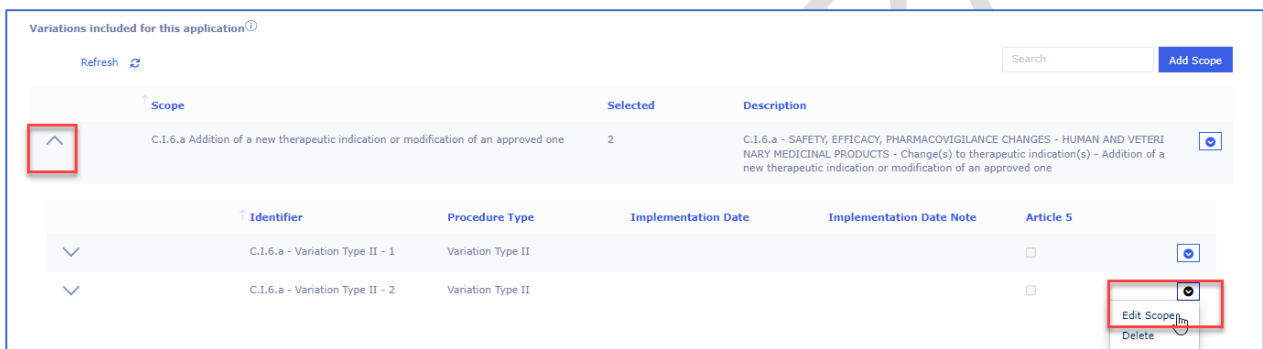 Variations included for this application
Refresh
Search
Add Scope
Scope Selected Description
C.I.6.a Addition of a new therapeutic indication or modification of an approved one 2 C.I.6.a - SAFETY, EFFICACY, PHARMACOVIGILANCE CHANGES - HUMAN AND VETERI
NARY MEDICINAL PRODUCTS - Change(s) to therapeutic indication(s) - Addition of a
new therapeutic indication or modification of an approved one
Identifier Procedure Type Implementation Date Implementation Date Note Article 5
C.I.6.a - Variation Type II - 1 Variation Type II
C.I.6.a - Variation Type II - 2 Variation Type II
Edit Scope
Delete